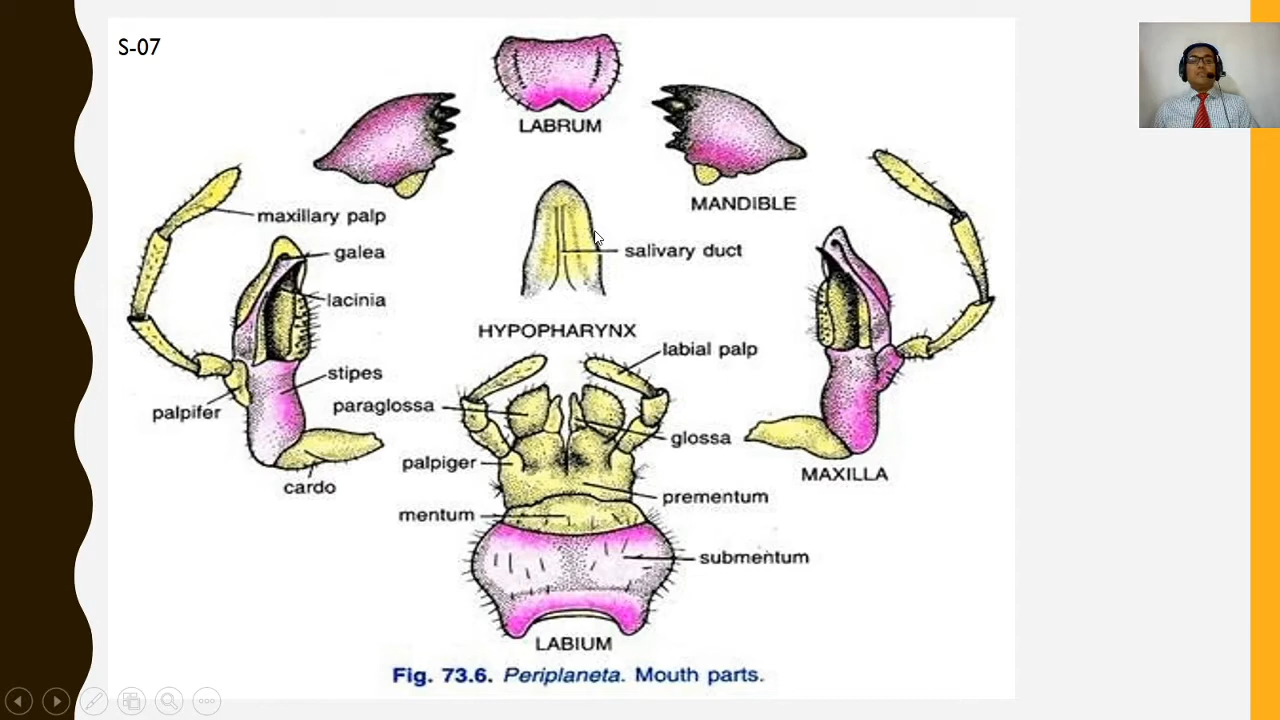 S-07
LABRUM
MANDIBLE
maxillary palp
galea
salivary duct
lacinia
HYPOPHARYNX
labial palp
stipes
paraglossa
palpifer
glossa
palpiger
MAXILLA
cardo
prementum
mentum
submentum
LABIUM
Fig. 73.6. Periplaneta. Mouth parts.